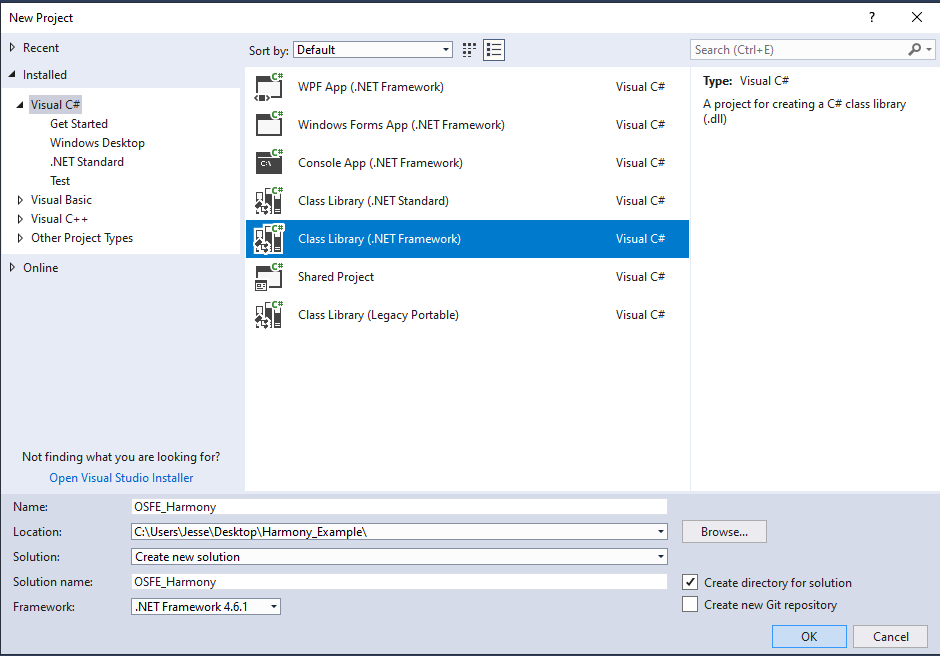 New Project
?
Recent
Installed
Visual C#
Get Started
Windows Desktop
.NET Standard
Test
Visual Basic
Visual C++
Other Project Types
Online
Not finding what you are looking for?
Open Visual Studio Installer
Sort by: Default
WPF App (.NET Framework) Visual C#
Windows Forms App (.NET Framework) Visual C#
Console App (.NET Framework) Visual C#
Class Library (.NET Standard) Visual C#
Class Library (.NET Framework) Visual C#
Shared Project Visual C#
Class Library (Legacy Portable) Visual C#
Search (Ctrl+E)
Type: Visual C#
A project for creating a C# class library
(.dll)
Name: OSFE_Harmony
Location: C:\Users\Jesse\Desktop\Harmony_Example\ Browse...
Solution: Create new solution
Solution name: OSFE_Harmony
Create directory for solution
Framework: .NET Framework 4.6.1
Create new Git repository
OK Cancel